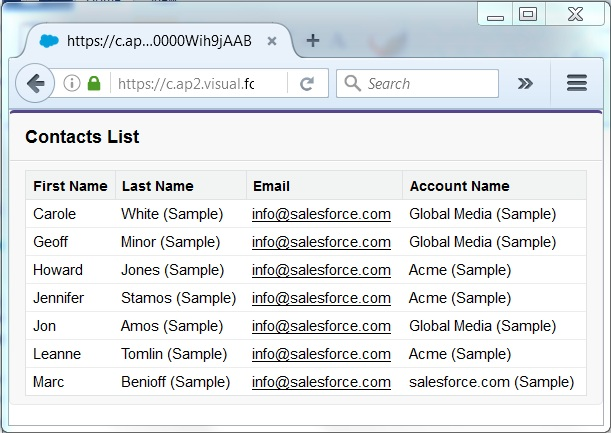 https://c.ap...0000Wih9jAAB
https://c.ap2.visual.fc
Search
Contacts List
First Name Last Name Email Account Name
Carole White (Sample) info@salesforce.com Global Media (Sample)
Geoff Minor (Sample) info@salesforce.com Global Media (Sample)
Howard Jones (Sample) info@salesforce.com Acme (Sample)
Jennifer Stamos (Sample) info@salesforce.com Acme (Sample)
Jon Amos (Sample) info@salesforce.com Global Media (Sample)
Leanne Tomlin (Sample) info@salesforce.com Acme (Sample)
Marc Benioff (Sample) info@salesforce.com salesforce.com (Sample)